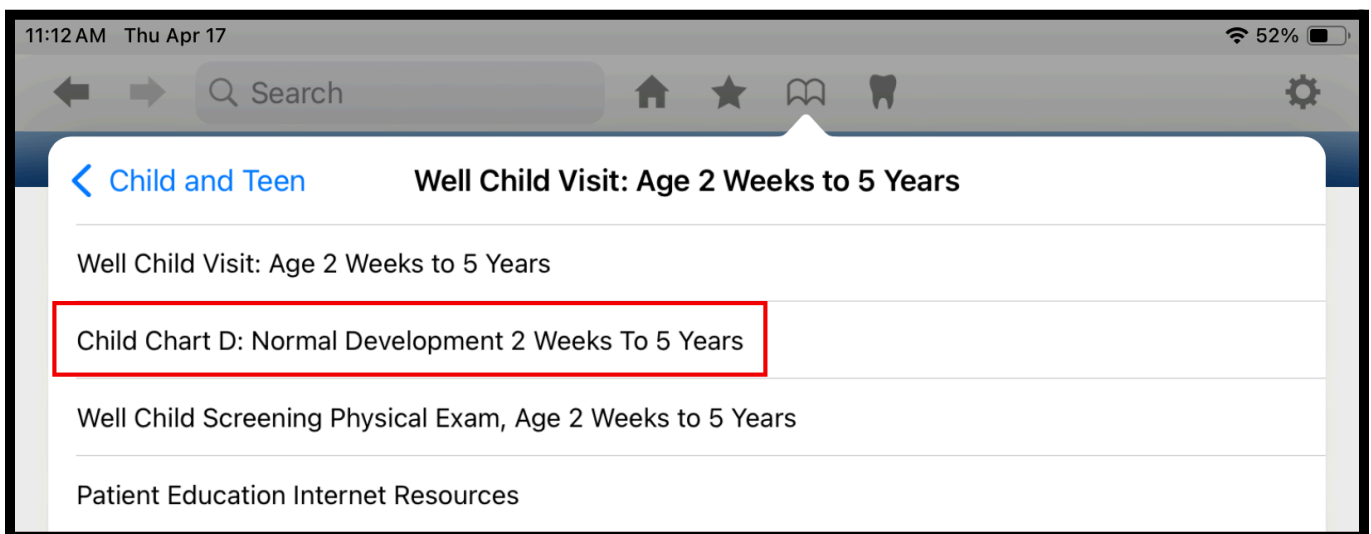 11:12 AM Thu Apr 17 52%
Search
Child and Teen Well Child Visit: Age 2 Weeks to 5 Years
Well Child Visit: Age 2 Weeks to 5 Years
Child Chart D: Normal Development 2 Weeks To 5 Years
Well Child Screening Physical Exam, Age 2 Weeks to 5 Years
Patient Education Internet Resources